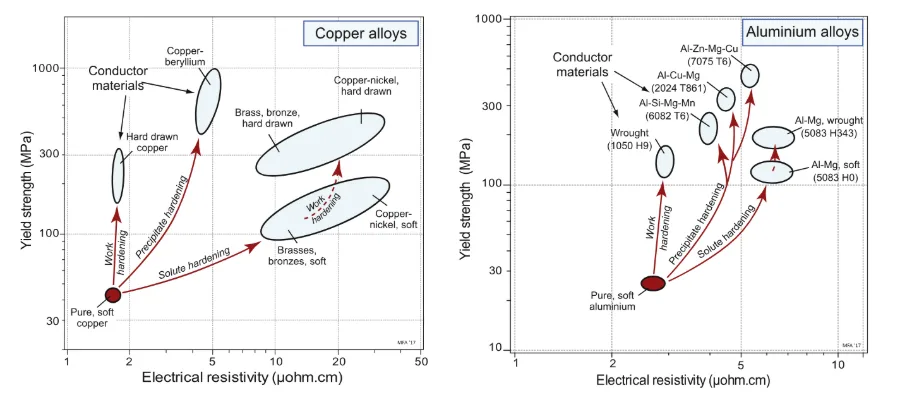 Copper alloys
Yield strength (MPa)
1000
300
100
30
Copper-
beryllium
Conductor
materials
Copper-nickel,
hard drawn
Brass, bronze,
hard drawn
Hard drawn
copper
Work
hardening
Precipitate hardening
Solute hardening
Work
hardening
Copper-
nickel, soft
Brasses,
bronzes, soft
Pure, soft
copper
MFA '17
1
2
5
10
20
50
Electrical resistivity (µohm.cm)
Aluminium alloys
Yield strength (MPa)
1000
300
100
30
10
Al-Zn-Mg-Cu
(7075 T6)
Conductor
materials
Al-Cu-Mg
(2024 T861)
Al-Si-Mg-Mn
(6082 T6)
Wrought
(1050 H9)
Al-Mg, wrought
(5083 H343)
Al-Mg, soft
(5083 H0)
Work
hardening
Precipitate hardening
Solute hardening
Pure, soft
aluminium
MFA '17
1
2
5
10
Electrical resistivity (µohm.cm)